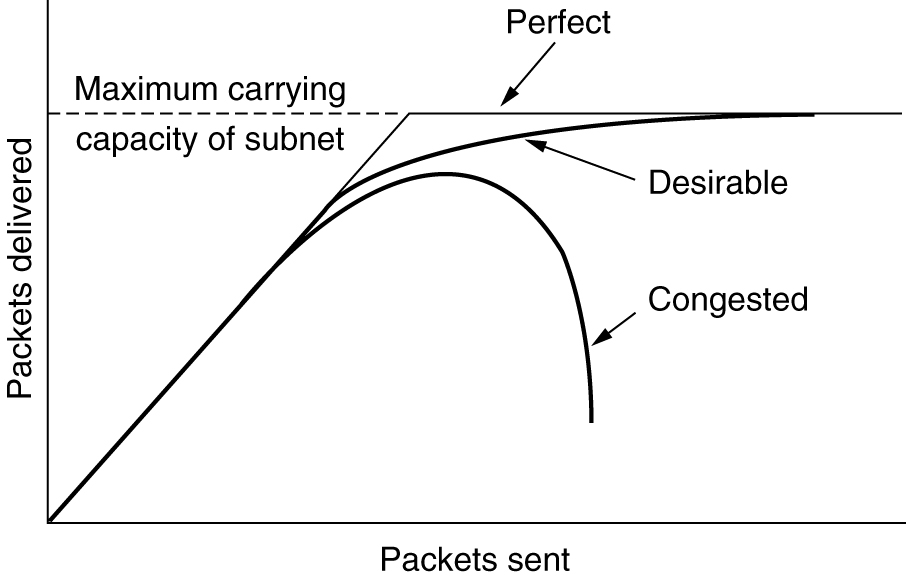 Perfect
Maximum carrying
capacity of subnet
Desirable
Congested
Packets delivered
Packets sent